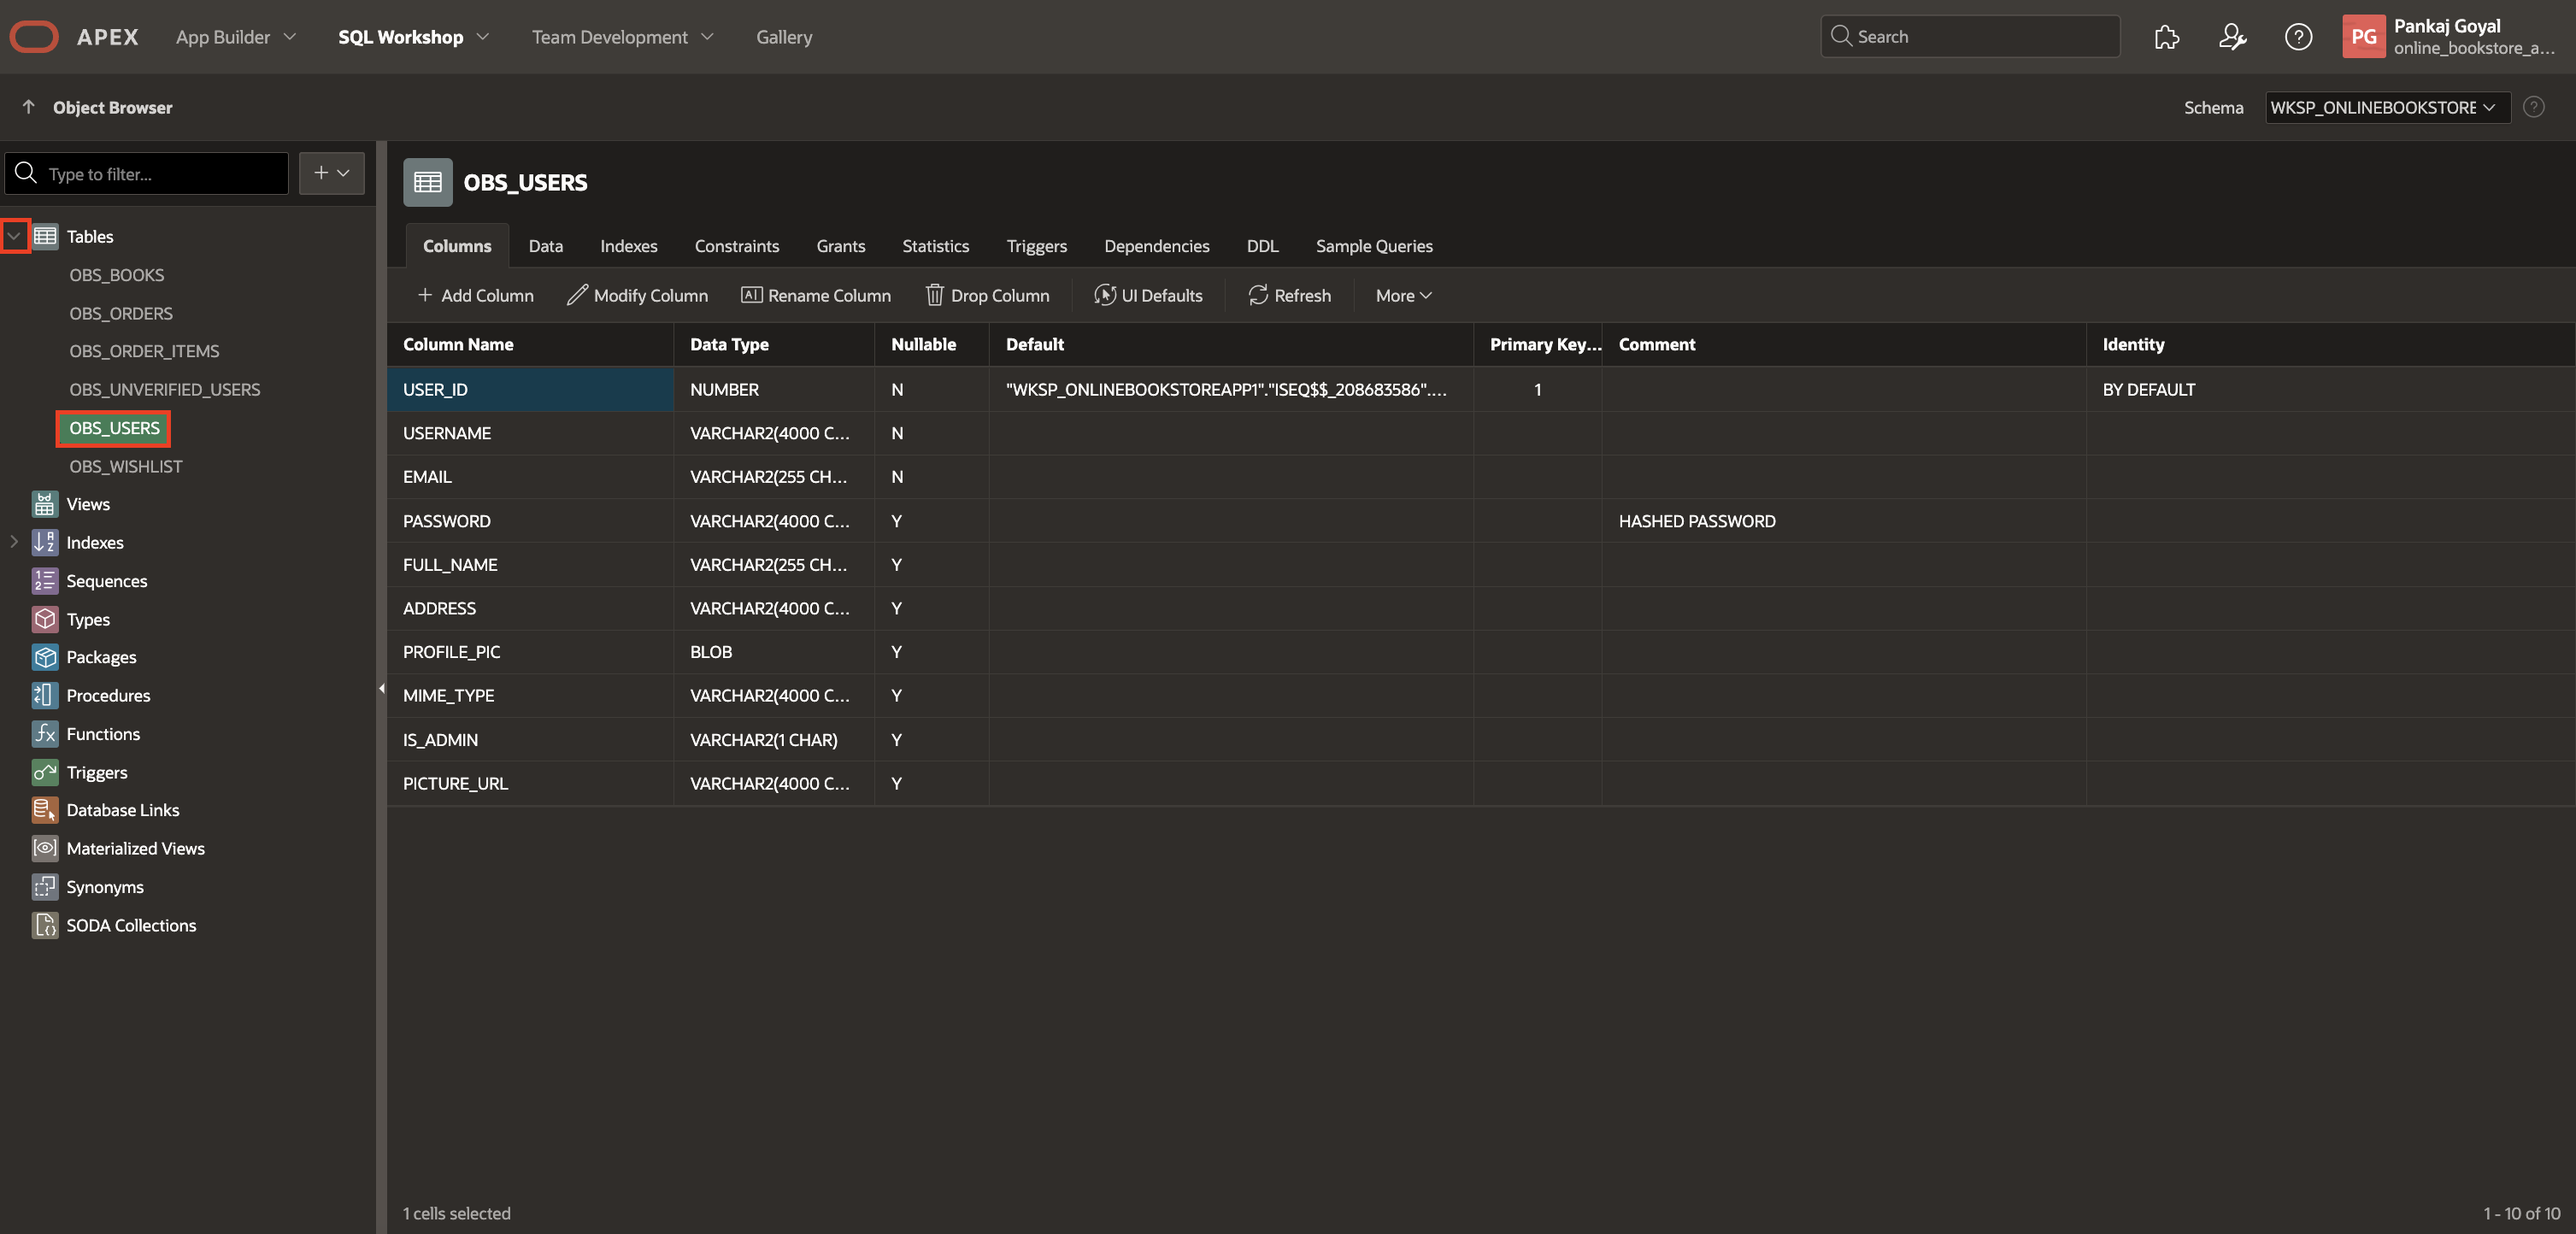 APEX App Builder SQL Workshop Team Development Gallery Search PG Pankaj Goyal
online_bookstore_a...
Object Browser Schema WKSP_ONLINEBOOKSTORE
Type to filter...
Tables
OBS_BOOKS
OBS_ORDERS
OBS_ORDER_ITEMS
OBS_UNVERIFIED_USERS
OBS_USERS
OBS_WISHLIST
Views
Indexes
Sequences
Types
Packages
Procedures
Functions
Triggers
Database Links
Materialized Views
Synonyms
SODA Collections
OBS_USERS
Columns Data Indexes Constraints Grants Statistics Triggers Dependencies DDL Sample Queries
Add Column Modify Column Rename Column Drop Column UI Defaults Refresh More
Column Name Data Type Nullable Default Primary Key... Comment Identity
USER_ID NUMBER N "WKSP_ONLINEBOOKSTOREAPP1"."ISEQ$$_208683586".... 1 BY DEFAULT
USERNAME VARCHAR2(4000 C... N
EMAIL VARCHAR2(255 CH... N
PASSWORD VARCHAR2(4000 C... Y HASHED PASSWORD
FULL_NAME VARCHAR2(255 CH... Y
ADDRESS VARCHAR2(4000 C... Y
PROFILE_PIC BLOB Y
MIME_TYPE VARCHAR2(4000 C... Y
IS_ADMIN VARCHAR2(1 CHAR) Y
PICTURE_URL VARCHAR2(4000 C... Y
1 cells selected 1 - 10 of 10